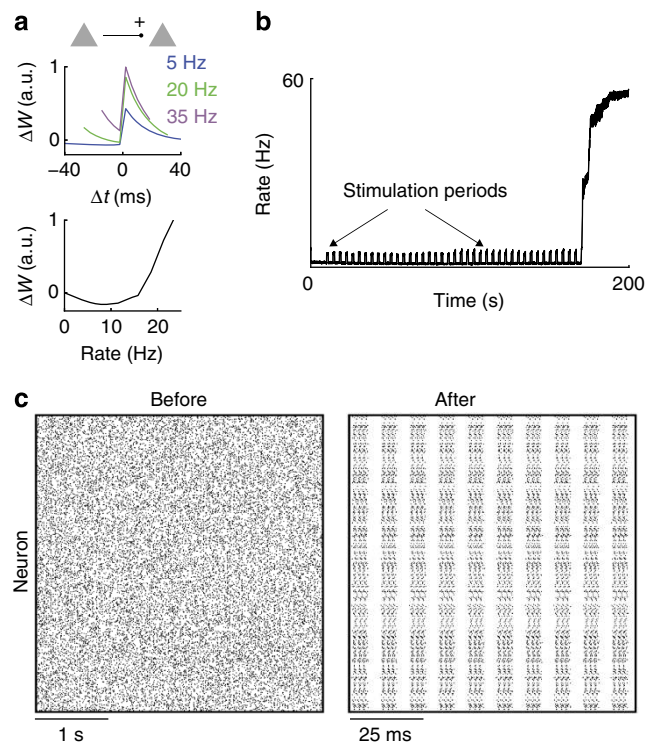 a
+
5 Hz
20 Hz
35 Hz
ΔW (a.u.)
1
0
−40
0
40
Δt (ms)
ΔW (a.u.)
1
0
0
10
20
Rate (Hz)
b
60
Rate (Hz)
Stimulation periods
0
200
Time (s)
c
Before
After
Neuron
1 s
25 ms